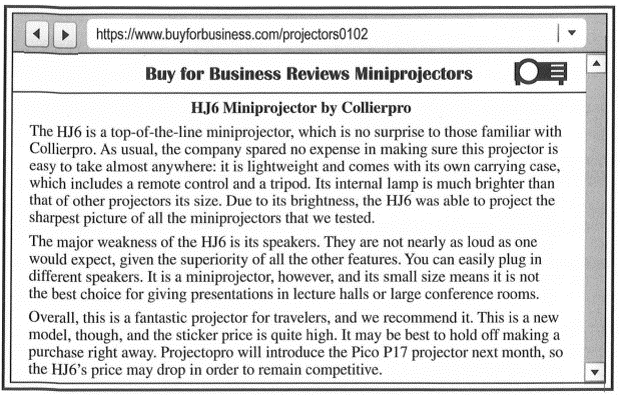 https://www.buyforbusiness.com/projectors0102
Buy for Business Reviews Miniprojectors
HJ6 Miniprojector by Collierpro
The HJ6 is a top-of-the-line miniprojector, which is no surprise to those familiar with
Collierpro. As usual, the company spared no expense in making sure this projector is
easy to take almost anywhere: it is lightweight and comes with its own carrying case,
which includes a remote control and a tripod. Its internal lamp is much brighter than
that of other projectors its size. Due to its brightness, the HJ6 was able to project the
sharpest picture of all the miniprojectors that we tested.
The major weakness of the HJ6 is its speakers. They are not nearly as loud as one
would expect, given the superiority of all the other features. You can easily plug in
different speakers. It is a miniprojector, however, and its small size means it is not
the best choice for giving presentations in lecture halls or large conference rooms.
Overall, this is a fantastic projector for travelers, and we recommend it. This is a new
model, though, and the sticker price is quite high. It may be best to hold off making a
purchase right away. Projectopro will introduce the Pico P17 projector next month, so
the HJ6's price may drop in order to remain competitive.